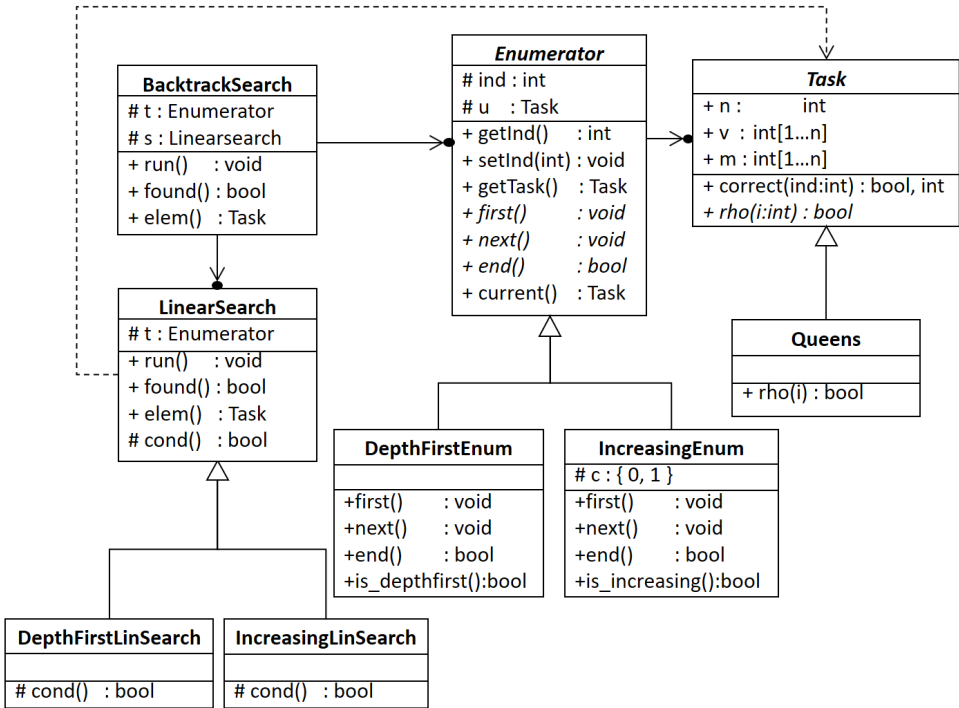 BacktrackSearch
# t : Enumerator
# s : Linearsearch
+ run() : void
+ found() : bool
+ elem() : Task
Enumerator
# ind : int
# u : Task
+ getInd() : int
+ setInd(int) : void
+ getTask() : Task
+ first() : void
+ next() : void
+ end() : bool
+ current() : Task
Task
+ n : int
+ v : int[1...n]
+ m : int[1...n]
+ correct(ind:int) : bool, int
+ rho(i:int) : bool
LinearSearch
# t : Enumerator
+ run() : void
+ found() : bool
+ elem() : Task
# cond() : bool
Queens
+ rho(i) : bool
DepthFirstEnum
+first() : void
+next() : void
+end() : bool
+is_depthfirst():bool
IncreasingEnum
# c : { 0, 1 }
+first() : void
+next() : void
+end() : bool
+is_increasing():bool
DepthFirstLinSearch
# cond() : bool
IncreasingLinSearch
# cond() : bool